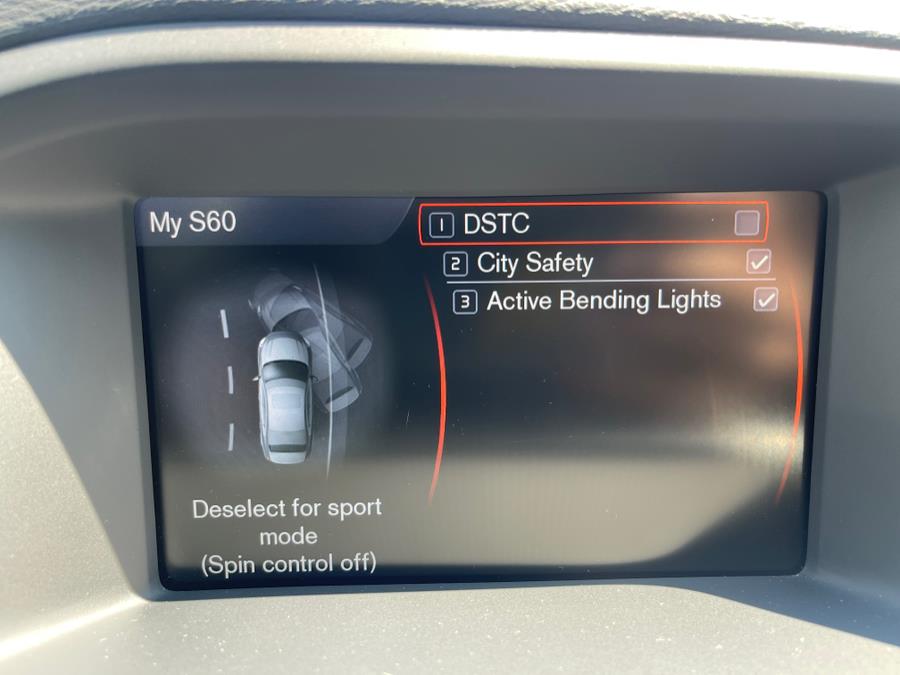 My S60
1 DSTC
2 City Safety
3 Active Bending Lights
Deselect for sport
mode
(Spin control off)